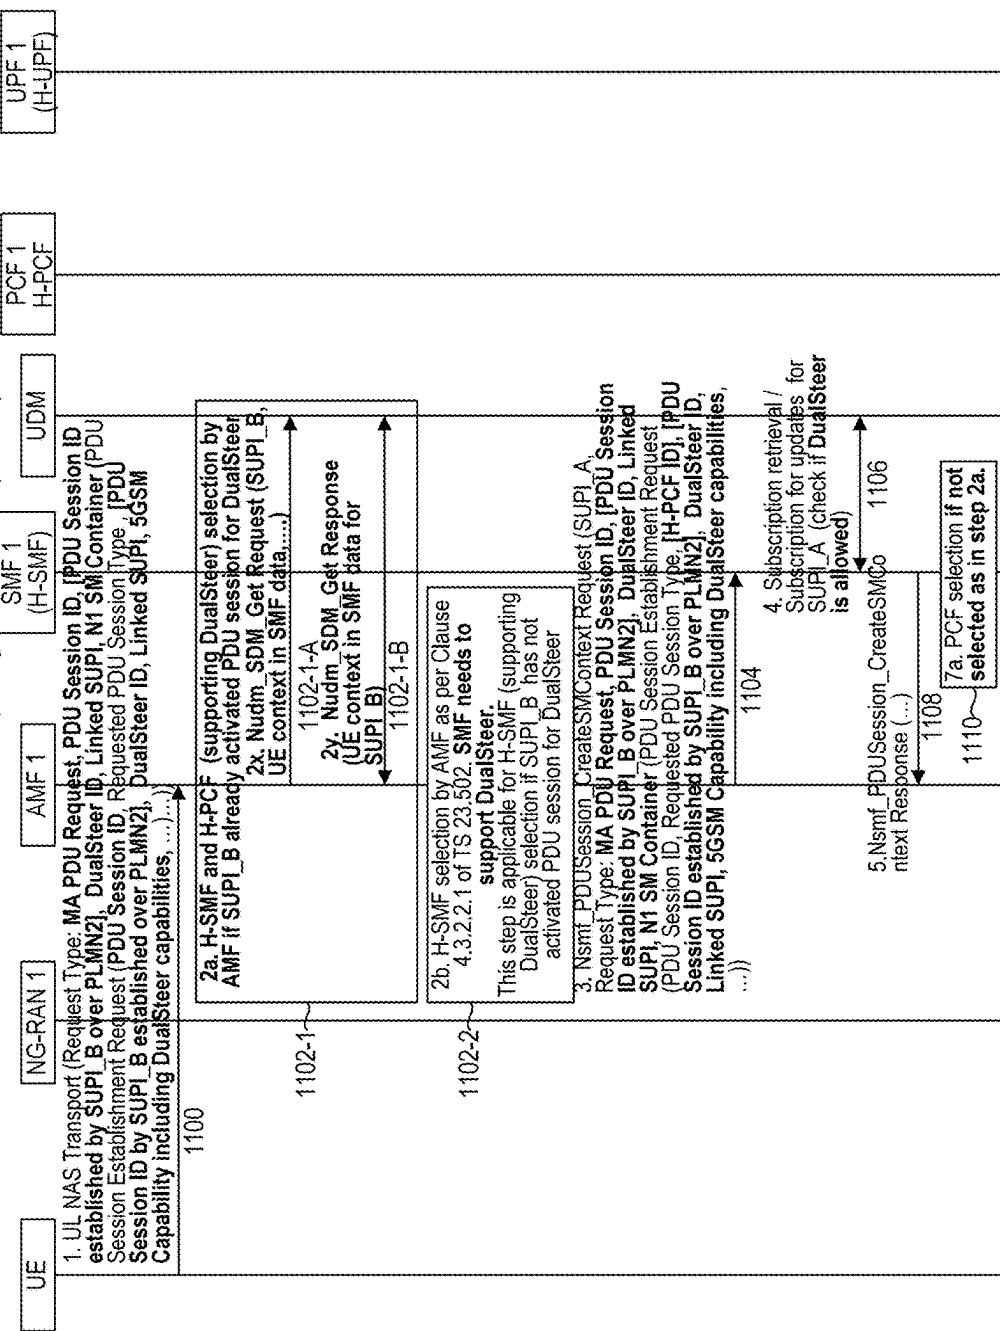 UE
NG-RAN 1
AMF 1
SMF 1
(H-SMF)
UDM
PCF 1
H-PCF
UPF 1
(H-UPF)
1. UL NAS Transport (Request Type: MA PDU Request, PDU Session ID, [PDU Session ID
established by SUPI_B over PLMN2], DualSteer ID, Linked SUPI, N1 SM Container (PDU
Session Establishment Request (PDU Session ID, Requested PDU Session Type, [PDU
Session ID by SUPI_B established over PLMN2], DualSteer ID, Linked SUPI, 5GSM
Capability including DualSteer capabilities, ...)...))
1100
2a. H-SMF and H-PCF (supporting DualSteer) selection by
AMF if SUPI_B already activated PDU session for DualSteer
2x. Nudm_SDM_Get Request (SUPI_B,
UE context in SMF data,....)
1102-1-A
2y. Nudm_SDM_Get Response
(UE context in SMF data for
SUPI_B)
1102-1-B
1102-1
2b. H-SMF selection by AMF as per Clause
4.3.2.2.1 of TS 23.502. SMF needs to
support DualSteer.
This step is applicable for H-SMF (supporting
DualSteer) selection if SUPI_B has not
activated PDU session for DualSteer
1102-2
3. Nsmf_PDUSession_CreateSMContext Request (SUPI_A,
Request Type: MA PDU Request, PDU Session ID, [PDU Session
ID established by SUPI_B over PLMN2], DualSteer ID, Linked
SUPI, N1 SM Container (PDU Session Establishment Request
(PDU Session ID, Requested PDU Session Type, [H-PCF ID], [PDU
Session ID established by SUPI_B over PLMN2], DualSteer ID,
Linked SUPI, 5GSM Capability including DualSteer capabilities,
...))
1104
4. Subscription retrieval /
Subscription for updates for
SUPI_A (check if DualSteer
is allowed)
1106
5.Nsmf_PDUSession_CreateSMCo
ntext Response (...)
1108
7a. PCF selection if not
selected as in step 2a.
1110